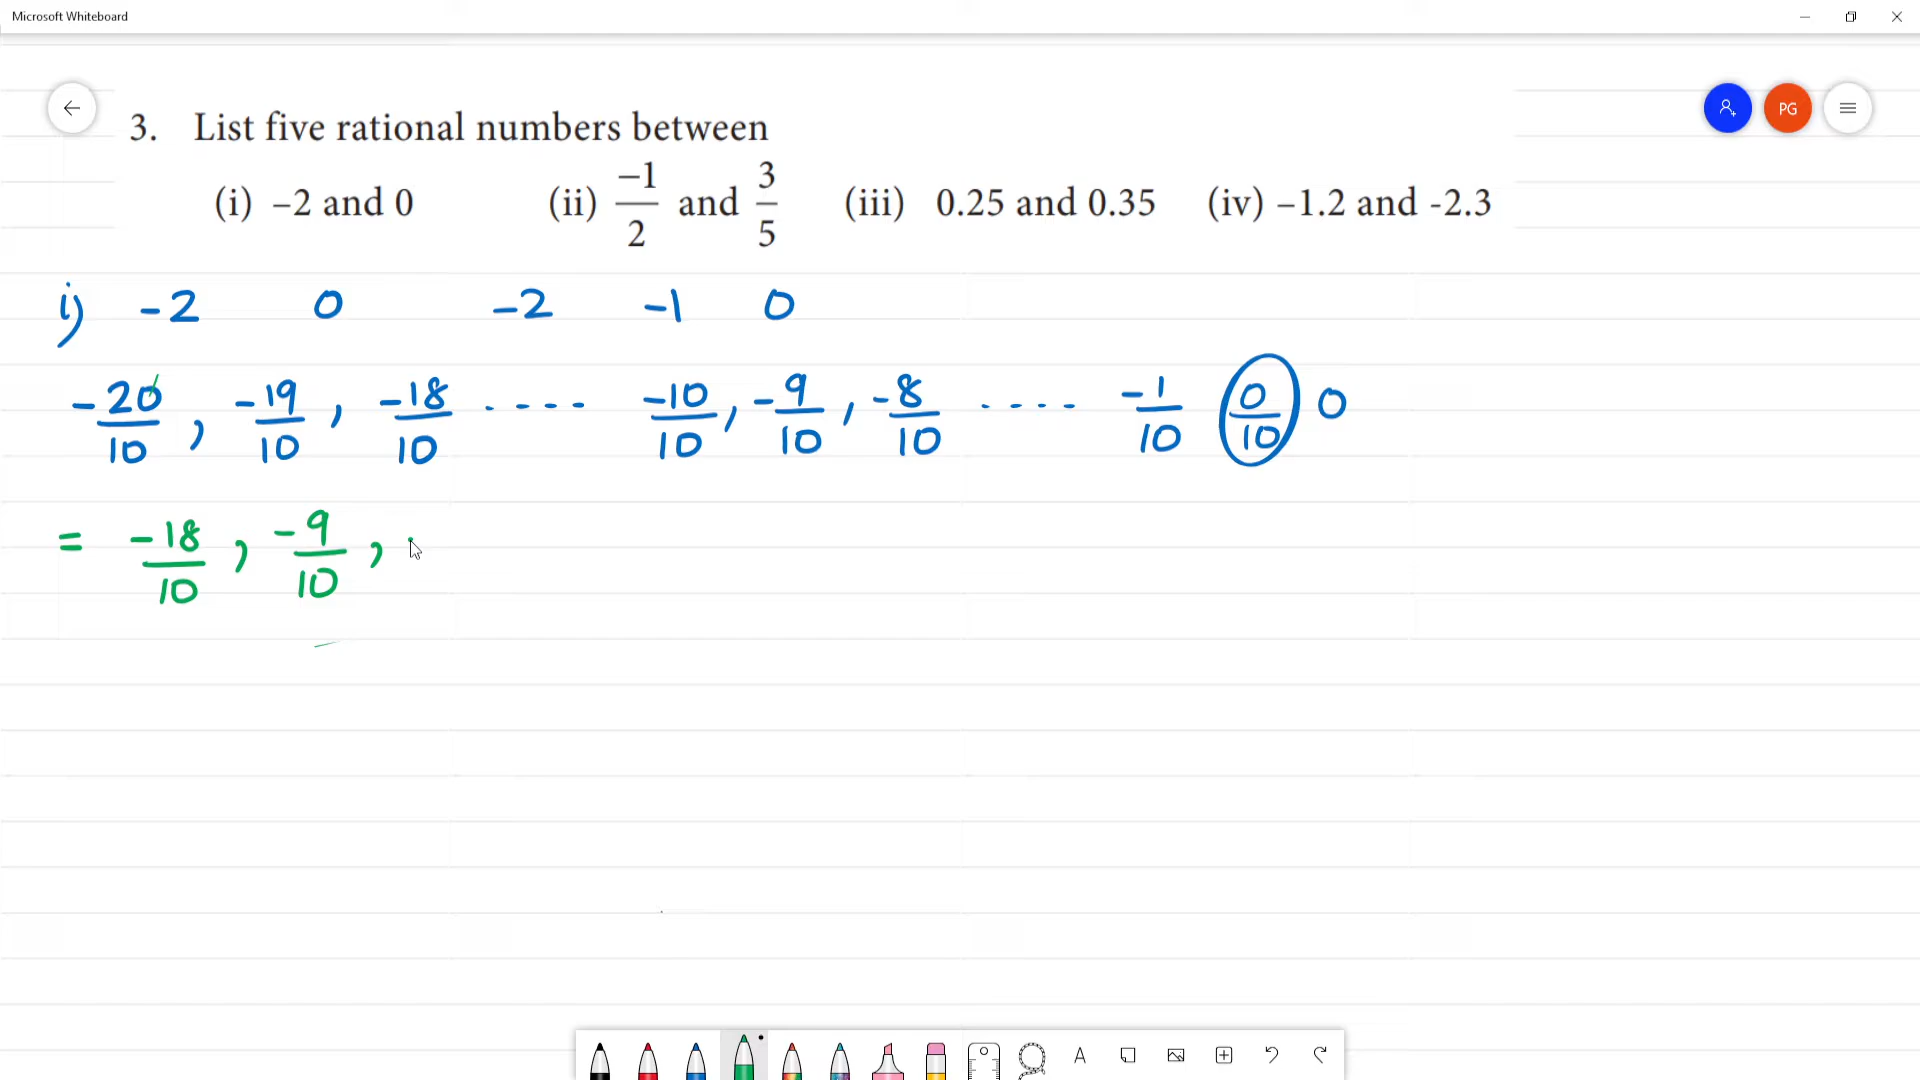 Microsoft Whiteboard
PG
3. List five rational numbers between
(i) –2 and 0 (ii) –1/2 and 3/5 (iii) 0.25 and 0.35 (iv) –1.2 and -2.3
i) -2 0 -2 -1 0
-20/10 , -19/10 , -18/10 ---- -10/10 , -9/10 , -8/10 ---- -1/10 0/10 0
= -18/10 , -9/10 ,
A